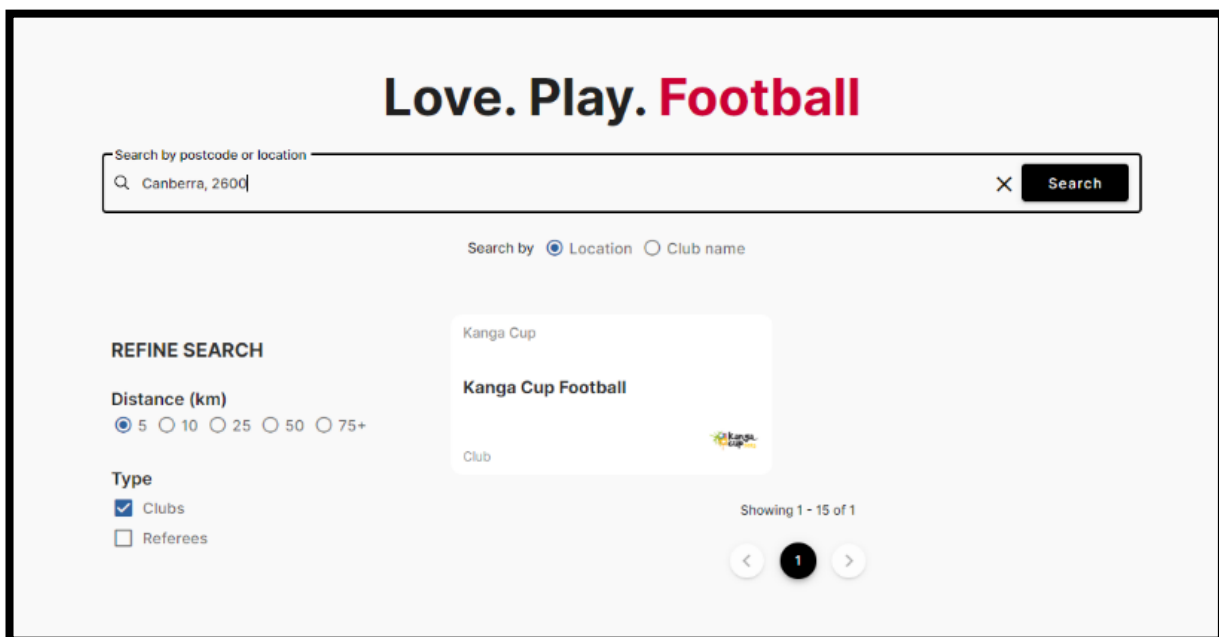 Love. Play. Football
Search by postcode or location
Canberra, 2600
Search
Search by Location Club name
REFINE SEARCH
Distance (km)
5 10 25 50 75+
Type
Clubs
Referees
Kanga Cup
Kanga Cup Football
kanga
cup
Club
Showing 1 - 15 of 1
1